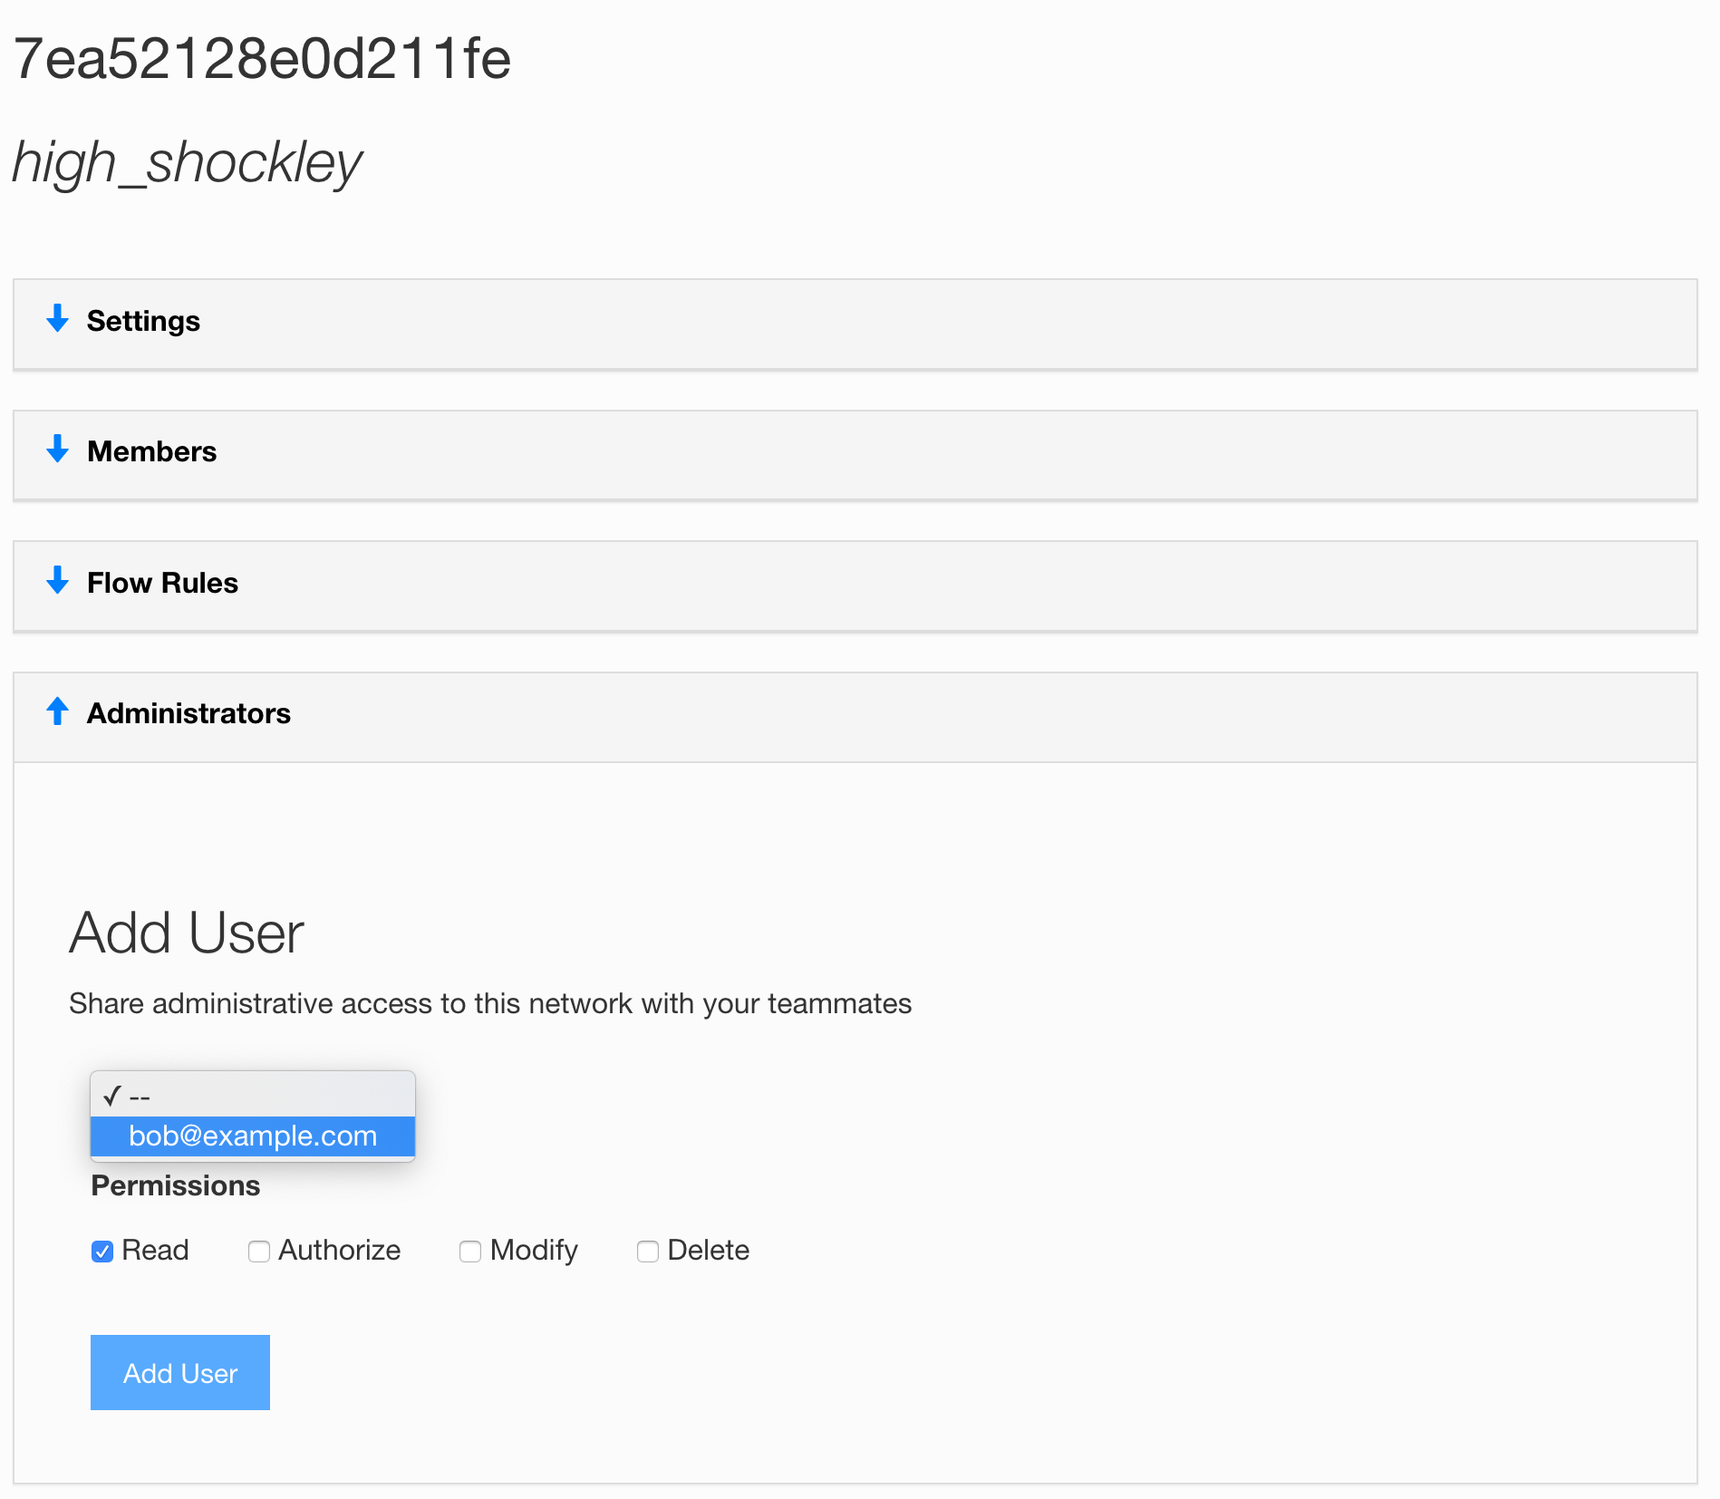 7ea52128e0d211fe
high_shockley
Settings
Members
Flow Rules
Administrators
Add User
Share administrative access to this network with your teammates
✓ --
bob@example.com
Permissions
Read Authorize Modify Delete
Add User